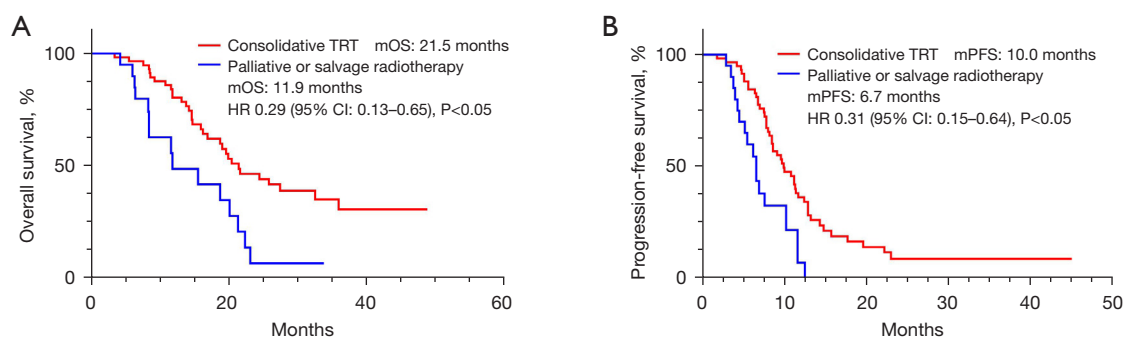 A
Overall survival, %
100
50
0
0 20 40 60
Months
Consolidative TRT mOS: 21.5 months
Palliative or salvage radiotherapy
mOS: 11.9 months
HR 0.29 (95% CI: 0.13–0.65), P<0.05
B
Progression-free survival, %
100
50
0
0 10 20 30 40 50
Months
Consolidative TRT mPFS: 10.0 months
Palliative or salvage radiotherapy
mPFS: 6.7 months
HR 0.31 (95% CI: 0.15–0.64), P<0.05